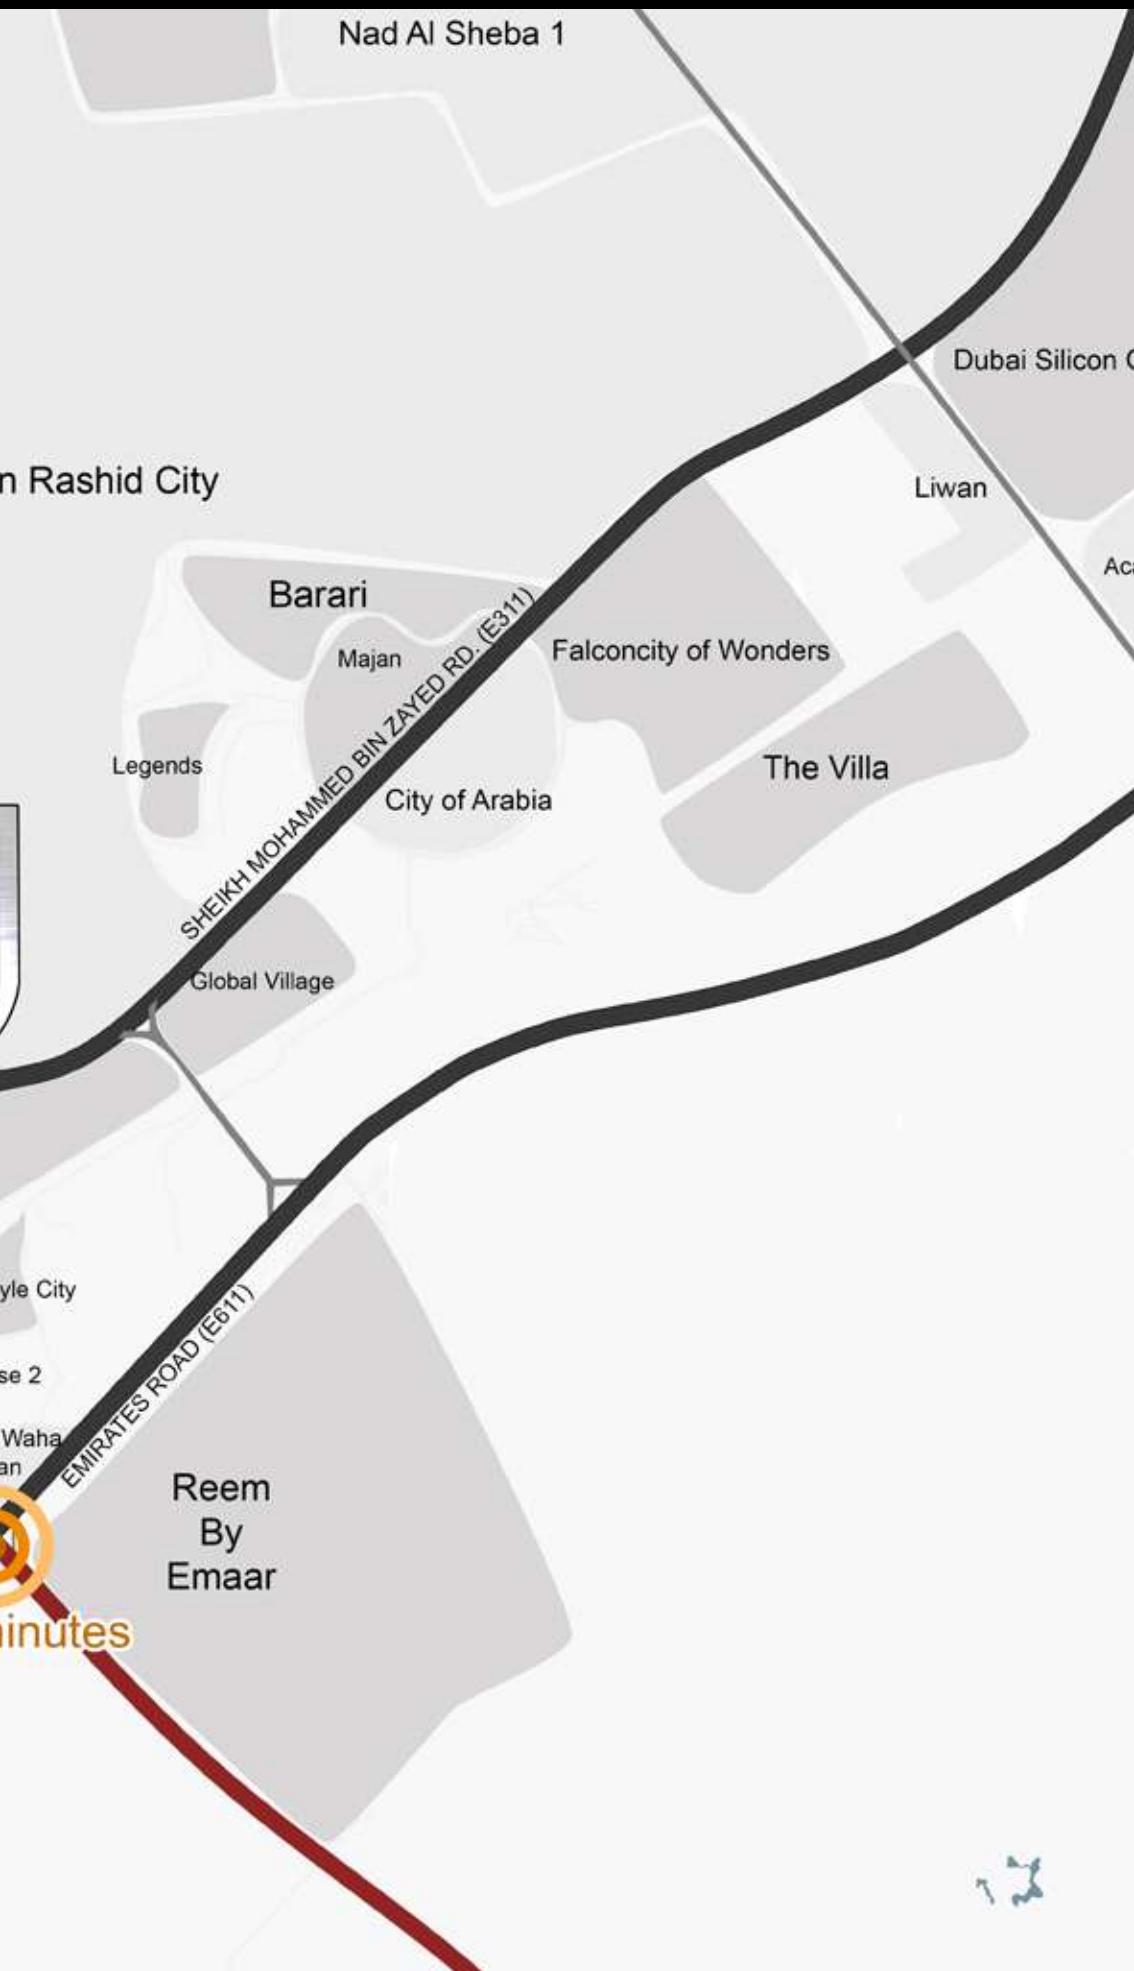 Nad Al Sheba 1
Dubai Silicon
n Rashid City
Liwan
Barari
SHEIKH MOHAMMED BIN ZAYED RD. (E311)
Majan
Falconcity of Wonders
Legends
The Villa
City of Arabia
Global Village
yle City
EMIRATES ROAD (E611)
se 2
Waha
an
Reem
By
Emaar
inutes